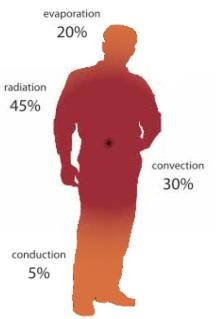 evaporation
20%
radiation
45%
convection
30%
conduction
5%